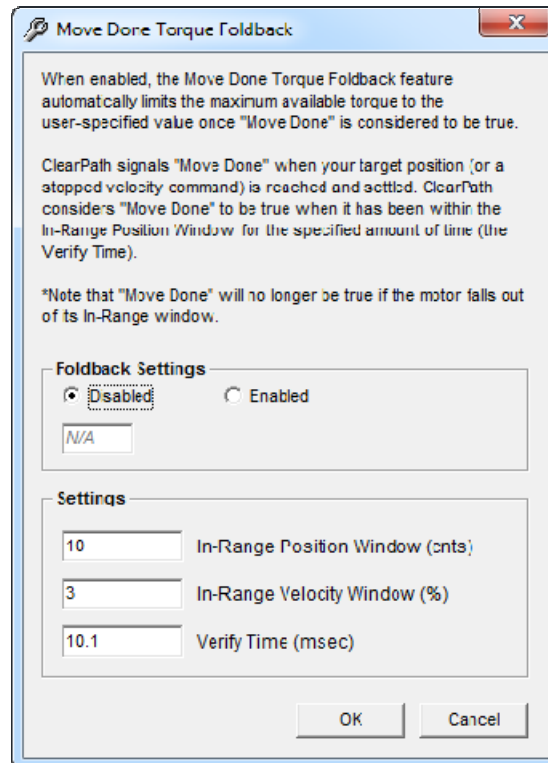 Move Done Torque Foldback
When enabled, the Move Done Torque Foldback feature
automatically limits the maximum available torque to the
user-specified value once "Move Done" is considered to be true.
ClearPath signals "Move Done" when your target position (or a
stopped velocity command) is reached and settled. ClearPath
considers "Move Done" to be true when it has been within the
In-Range Position Window for the specified amount of time (the
Verify Time).
*Note that "Move Done" will no longer be true if the motor falls out
of its In-Range window.
Foldback Settings
Disabled Enabled
N/A
Settings
10 In-Range Position Window (cnts)
3 In-Range Velocity Window (%)
10.1 Verify Time (msec)
OK Cancel